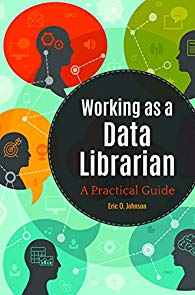 Working as a
Data
Librarian
A Practical Guide
Eric O. Johnson